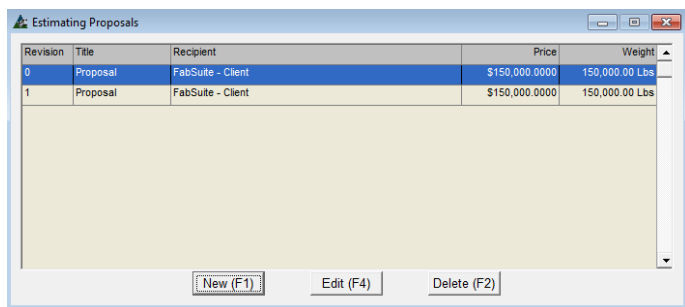 Estimating Proposals
Revision Title Recipient Price Weight
0 Proposal FabSuite - Client $150,000.0000 150,000.00 Lbs
1 Proposal FabSuite - Client $150,000.0000 150,000.00 Lbs
New (F1) Edit (F4) Delete (F2)